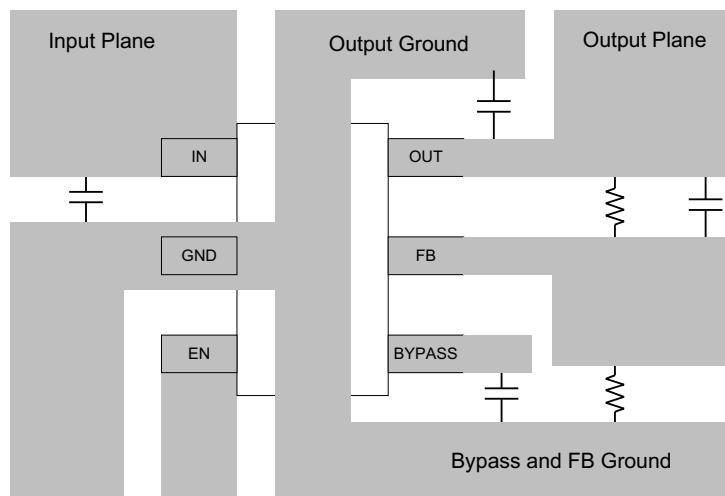 Input Plane
Output Ground
Output Plane
IN
OUT
GND
FB
EN
BYPASS
Bypass and FB Ground